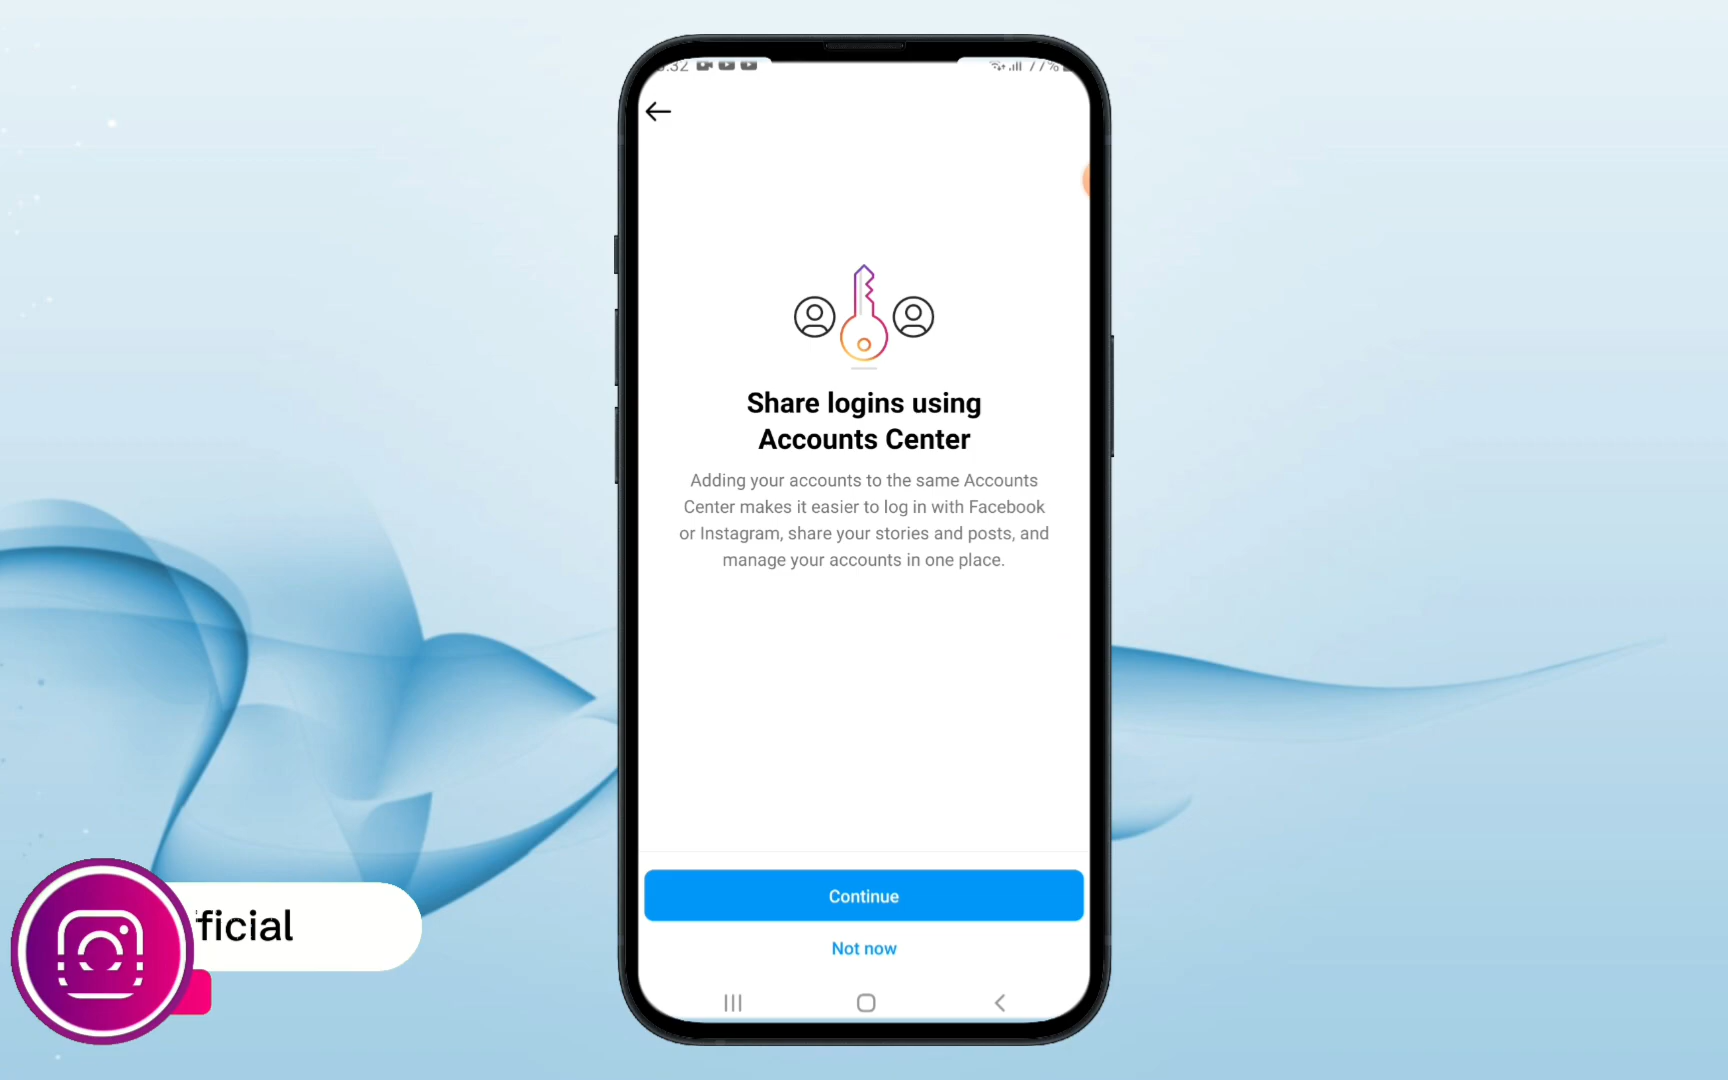 77%
Share logins using
Accounts Center
Adding your accounts to the same Accounts
Center makes it easier to log in with Facebook
or Instagram, share your stories and posts, and
manage your accounts in one place.
Continue
Not now
ficial